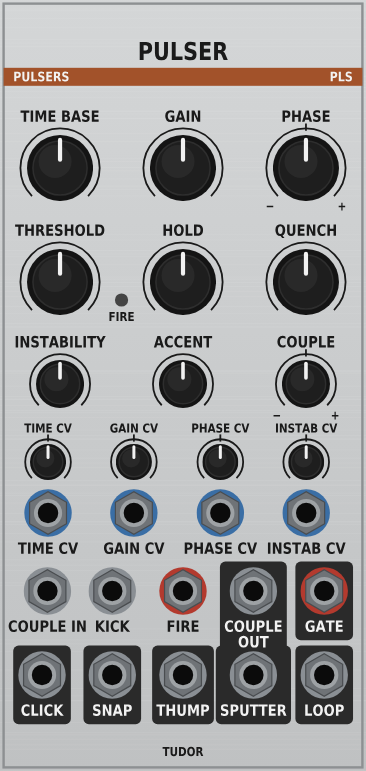 PULSER
PULSERS PLS
TIME BASE GAIN PHASE
− +
THRESHOLD HOLD QUENCH
FIRE
INSTABILITY ACCENT COUPLE
− +
TIME CV GAIN CV PHASE CV INSTAB CV
TIME CV GAIN CV PHASE CV INSTAB CV
COUPLE IN KICK FIRE COUPLE OUT GATE
CLICK SNAP THUMP SPUTTER LOOP
TUDOR